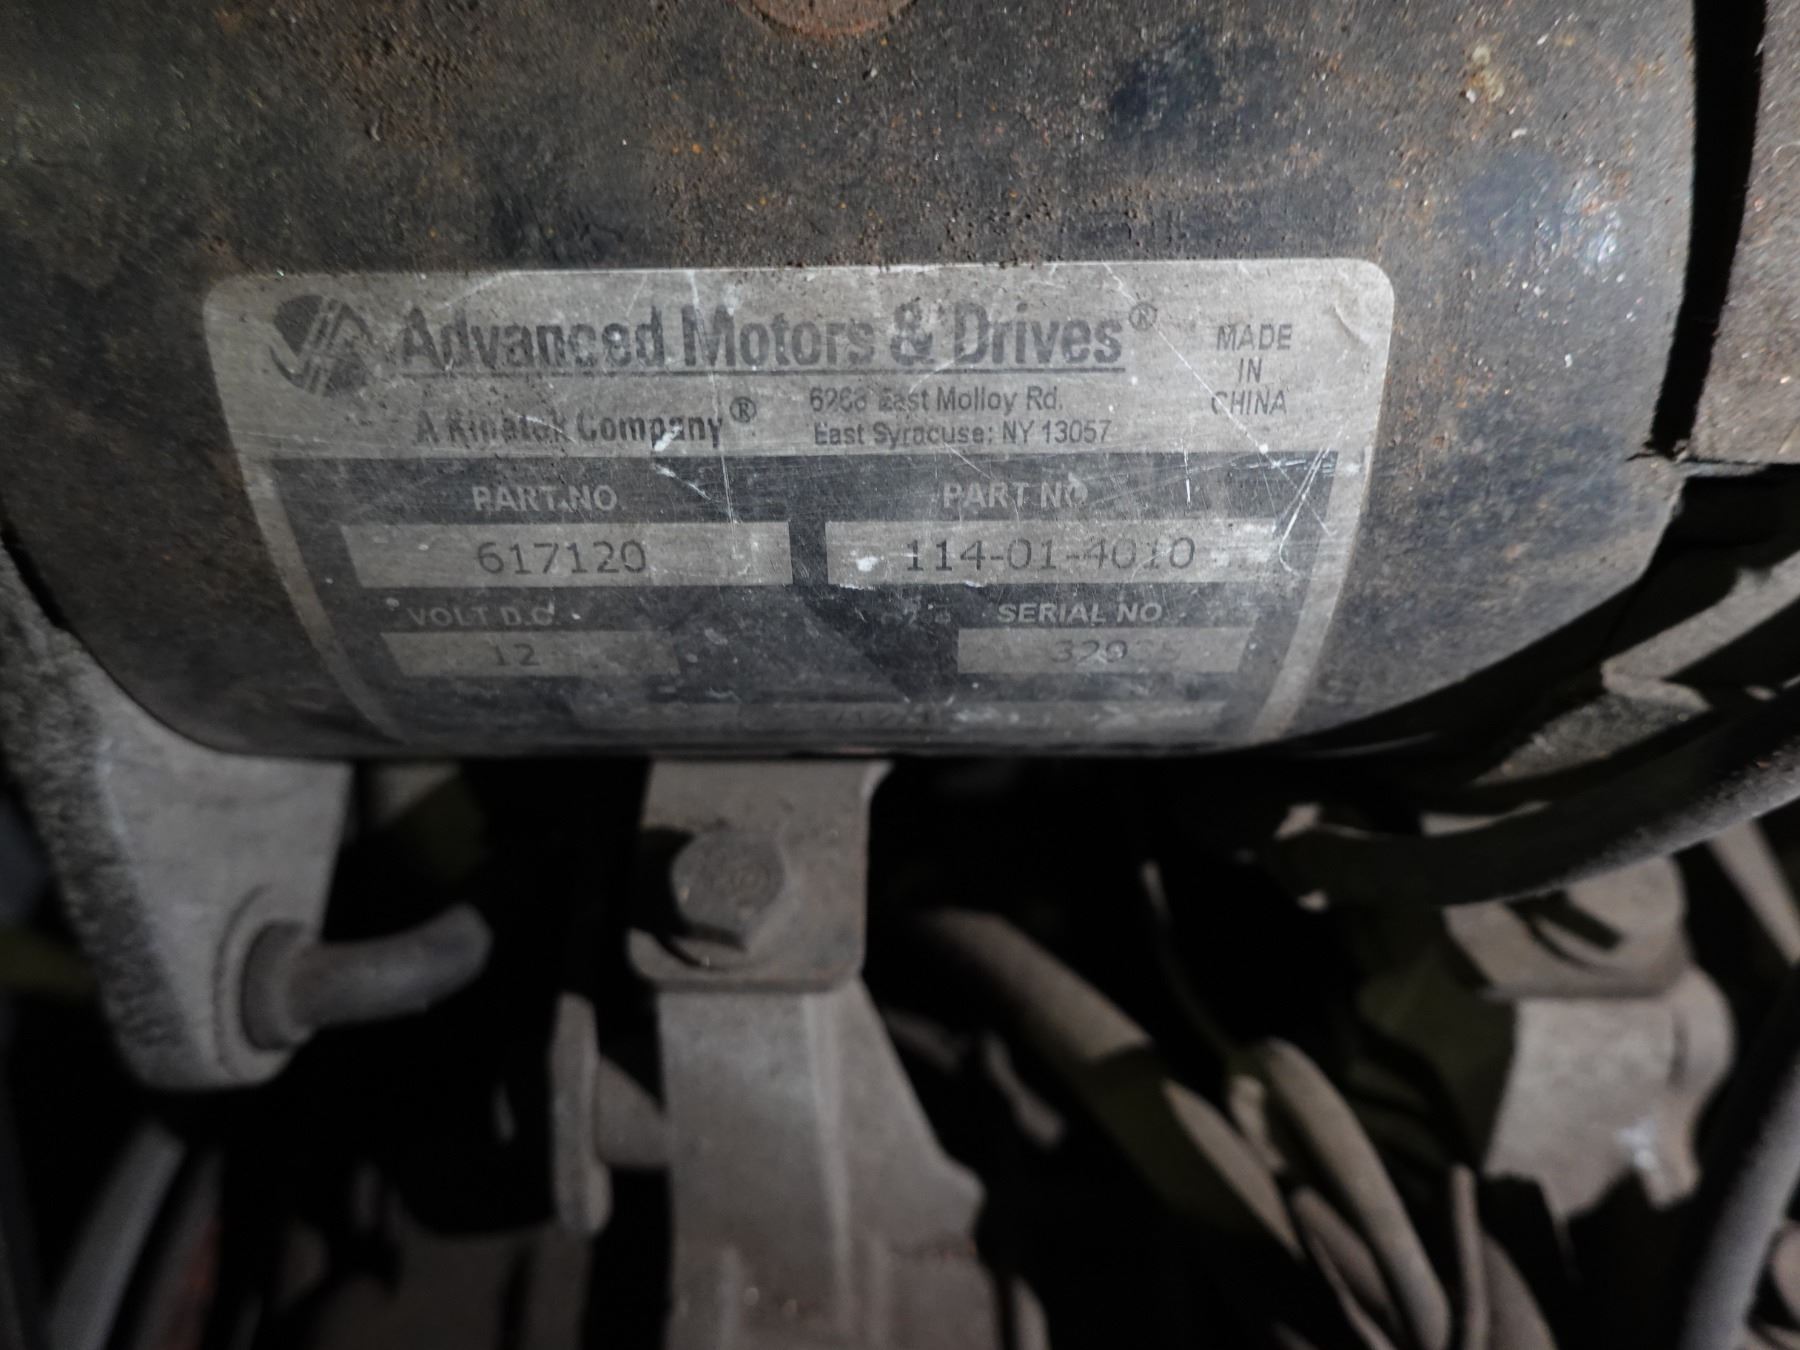 Advanced Motors & Drives®
A Kinetek Company®
East Molloy Rd.
East Syracuse, NY 13057
MADE
IN
CHINA
PART NO
617120
PART NO
114-01-4010
VOLT D.C.
12
SERIAL NO